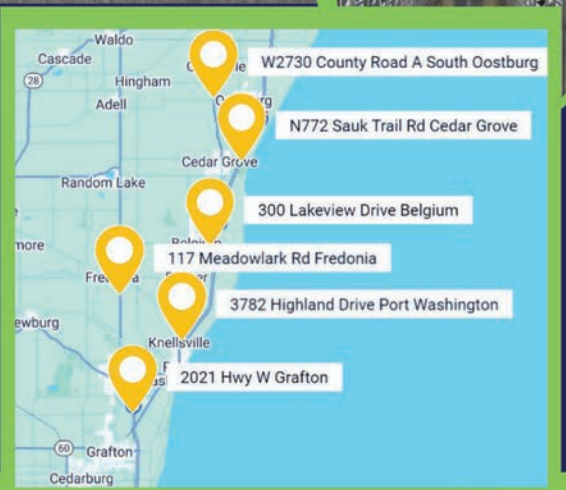 Waldo
Cascade
W2730 County Road A South Oostburg
28
Hingham
Adell
N772 Sauk Trail Rd Cedar Grove
Cedar Grove
Random Lake
300 Lakeview Drive Belgium
117 Meadowlark Rd Fredonia
3782 Highland Drive Port Washington
Knellsville
2021 Hwy W Grafton
60
Grafton
Cedarburg